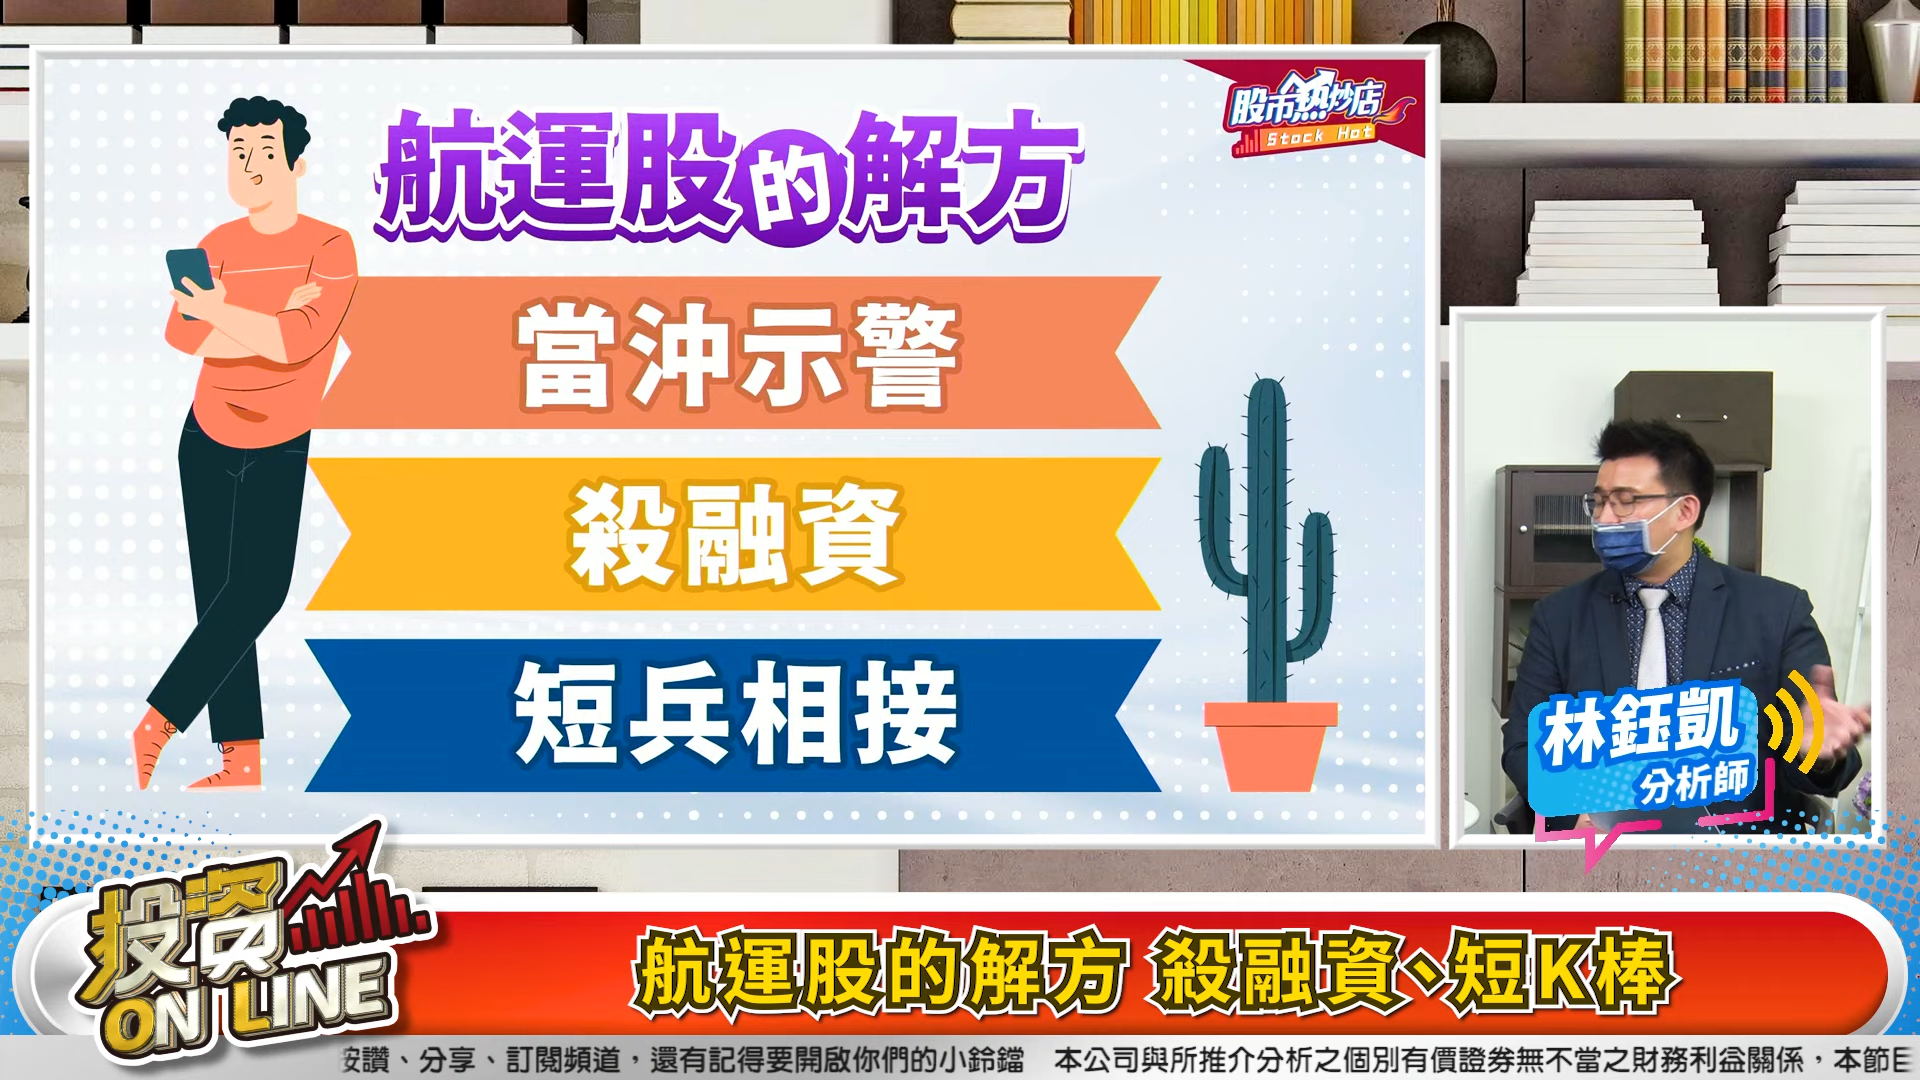 股市熱炒店
Stock Hot
航運股的解方
當沖示警
殺融資
短兵相接
林鈺凱
分析師
投資
ON LINE
航運股的解方 殺融資、短K棒
按讚、分享、訂閱頻道，還有記得要開啟你們的小鈴鐺 本公司與所推介分析之個別有價證券無不當之財務利益關係，本節目